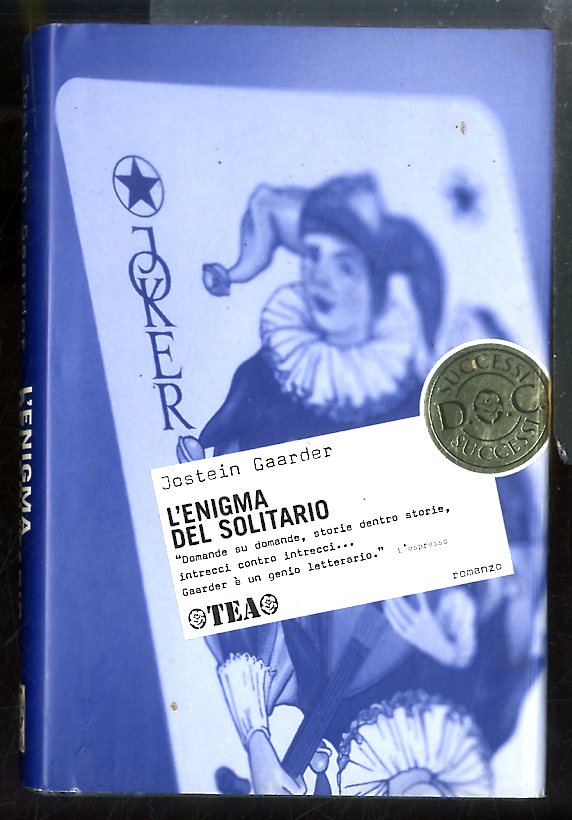 JOKER
SUCCESSI
D.O.C
SUCCESSI
Jostein Gaarder
L'ENIGMA
DEL SOLITARIO
"Domande su domande, storie dentro storie,
intrecci contro intrecci...
Gaarder è un genio letterario." L'espresso
romanzo
TEA
L'ENIGMA